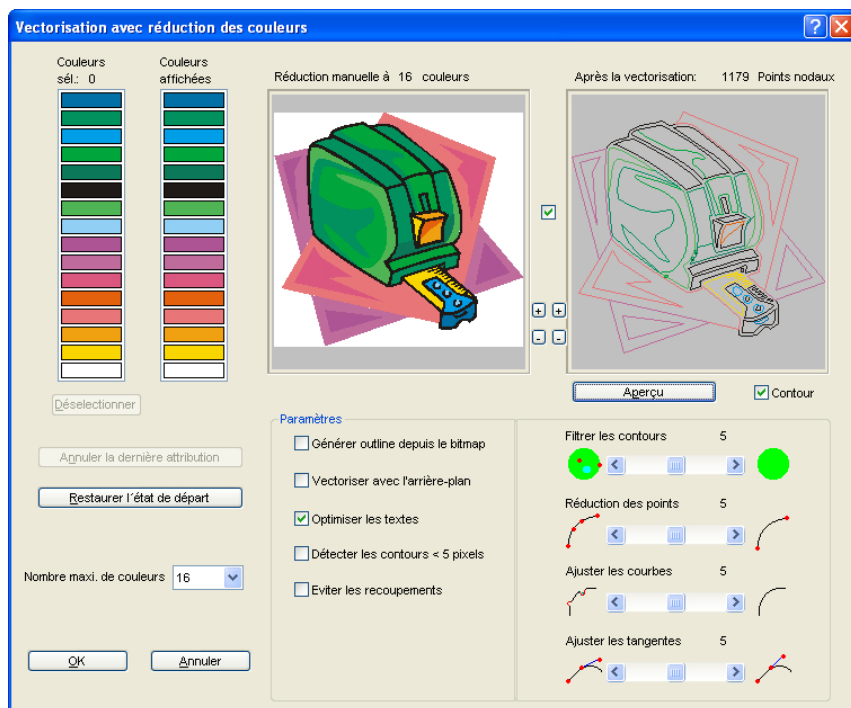 Vectorisation avec réduction des couleurs
Couleurs
sél.: 0
Couleurs
affichées
Réduction manuelle à 16 couleurs
Après la vectorisation: 1179 Points nodaux
Désélectionner
Annuler la dernière attribution
Restaurer l´état de départ
Nombre maxi. de couleurs 16
OK
Annuler
Aperçu
Contour
Paramètres
Générer outline depuis le bitmap
Vectoriser avec l'arrière-plan
Optimiser les textes
Détecter les contours < 5 pixels
Eviter les recoupements
Filtrer les contours 5
Réduction des points 5
Ajuster les courbes 5
Ajuster les tangentes 5